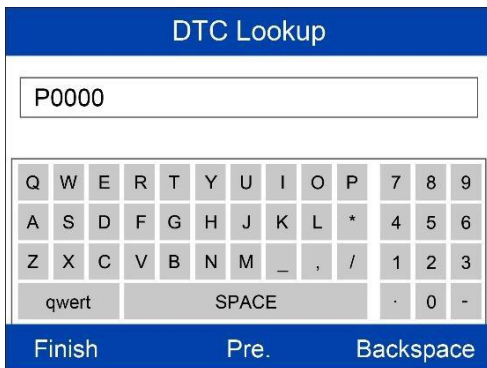 DTC Lookup
P0000
Q W E R T Y U I O P 7 8 9
A S D F G H J K L * 4 5 6
Z X C V B N M _ , / 1 2 3
qwert SPACE · 0 -
Finish Pre. Backspace